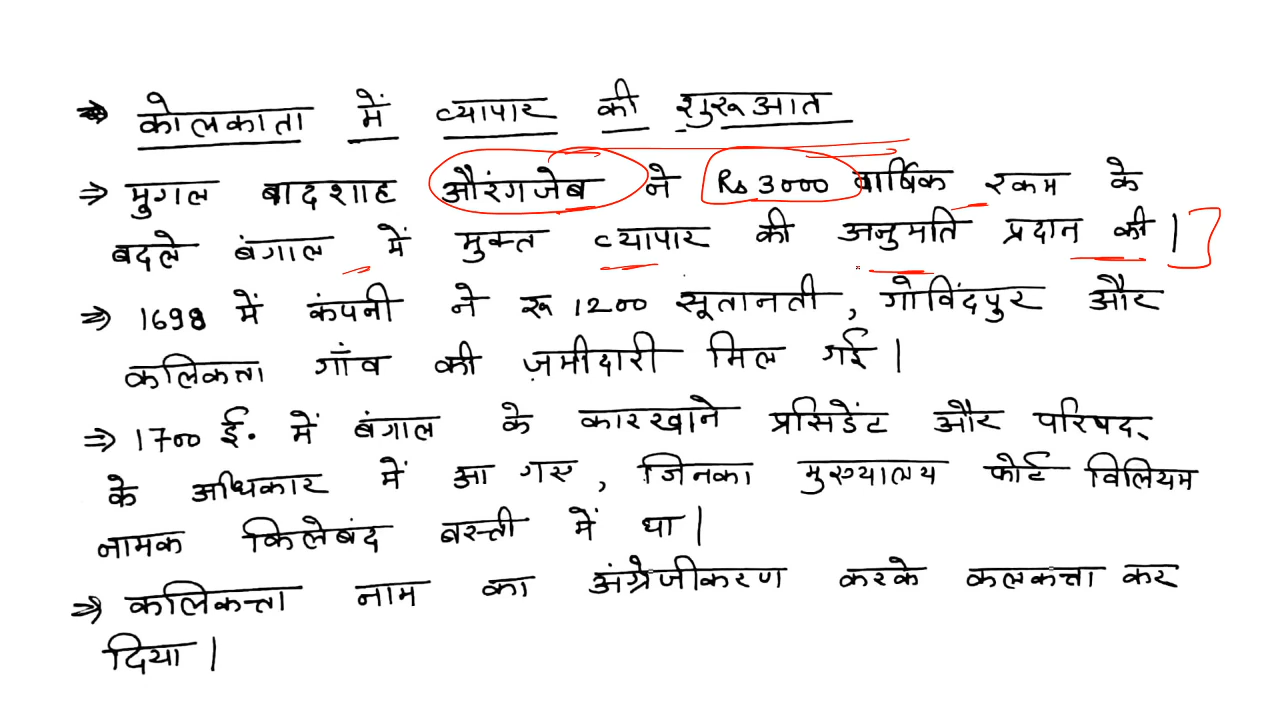 ⇒ कोलकाता में व्यापार की शुरूआत
⇒ मुगल बादशाह औरंगजेब ने Rs 3000 वार्षिक रकम के
बदले बंगाल में मुक्त व्यापार की अनुमति प्रदान की |
⇒ 1698 में कंपनी ने रू 1200 सूतानती , गोविंदपुर और
कलिकत्ता गाँव की ज़मीदारी मिल गई |
⇒ 1700 ई. में बंगाल के कारखाने प्रसिडेंट और परिषद्
के अधिकार में आ गए , जिनका मुख्यालय फोर्ट विलियम
नामक किलेबंद बस्ती में था |
⇒ कलिकत्ता नाम का अंग्रेजीकरण करके कलकत्ता कर
दिया |